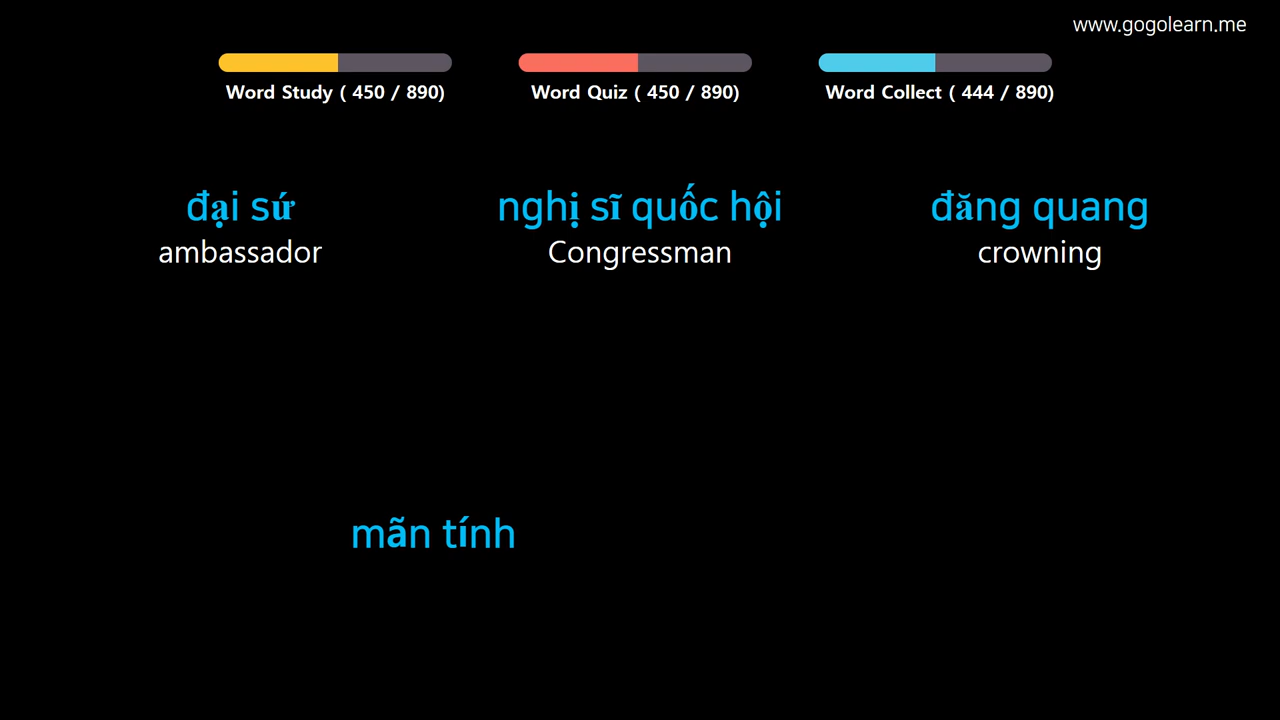 www.gogolearn.me
Word Study ( 450 / 890)
Word Quiz ( 450 / 890)
Word Collect ( 444 / 890)
đại sứ
ambassador
nghị sĩ quốc hội
Congressman
đăng quang
crowning
mãn tính